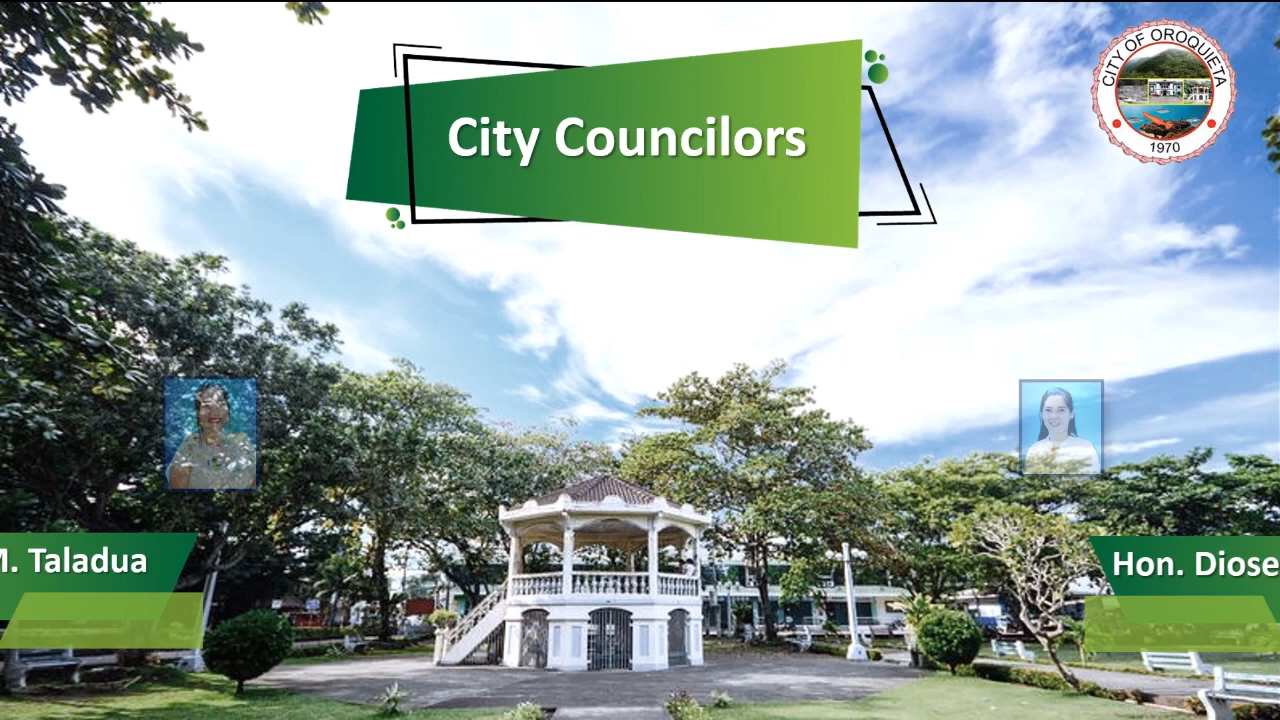 City Councilors
CITY OF OROQUIETA
1970
M. Taladua
Hon. Diose